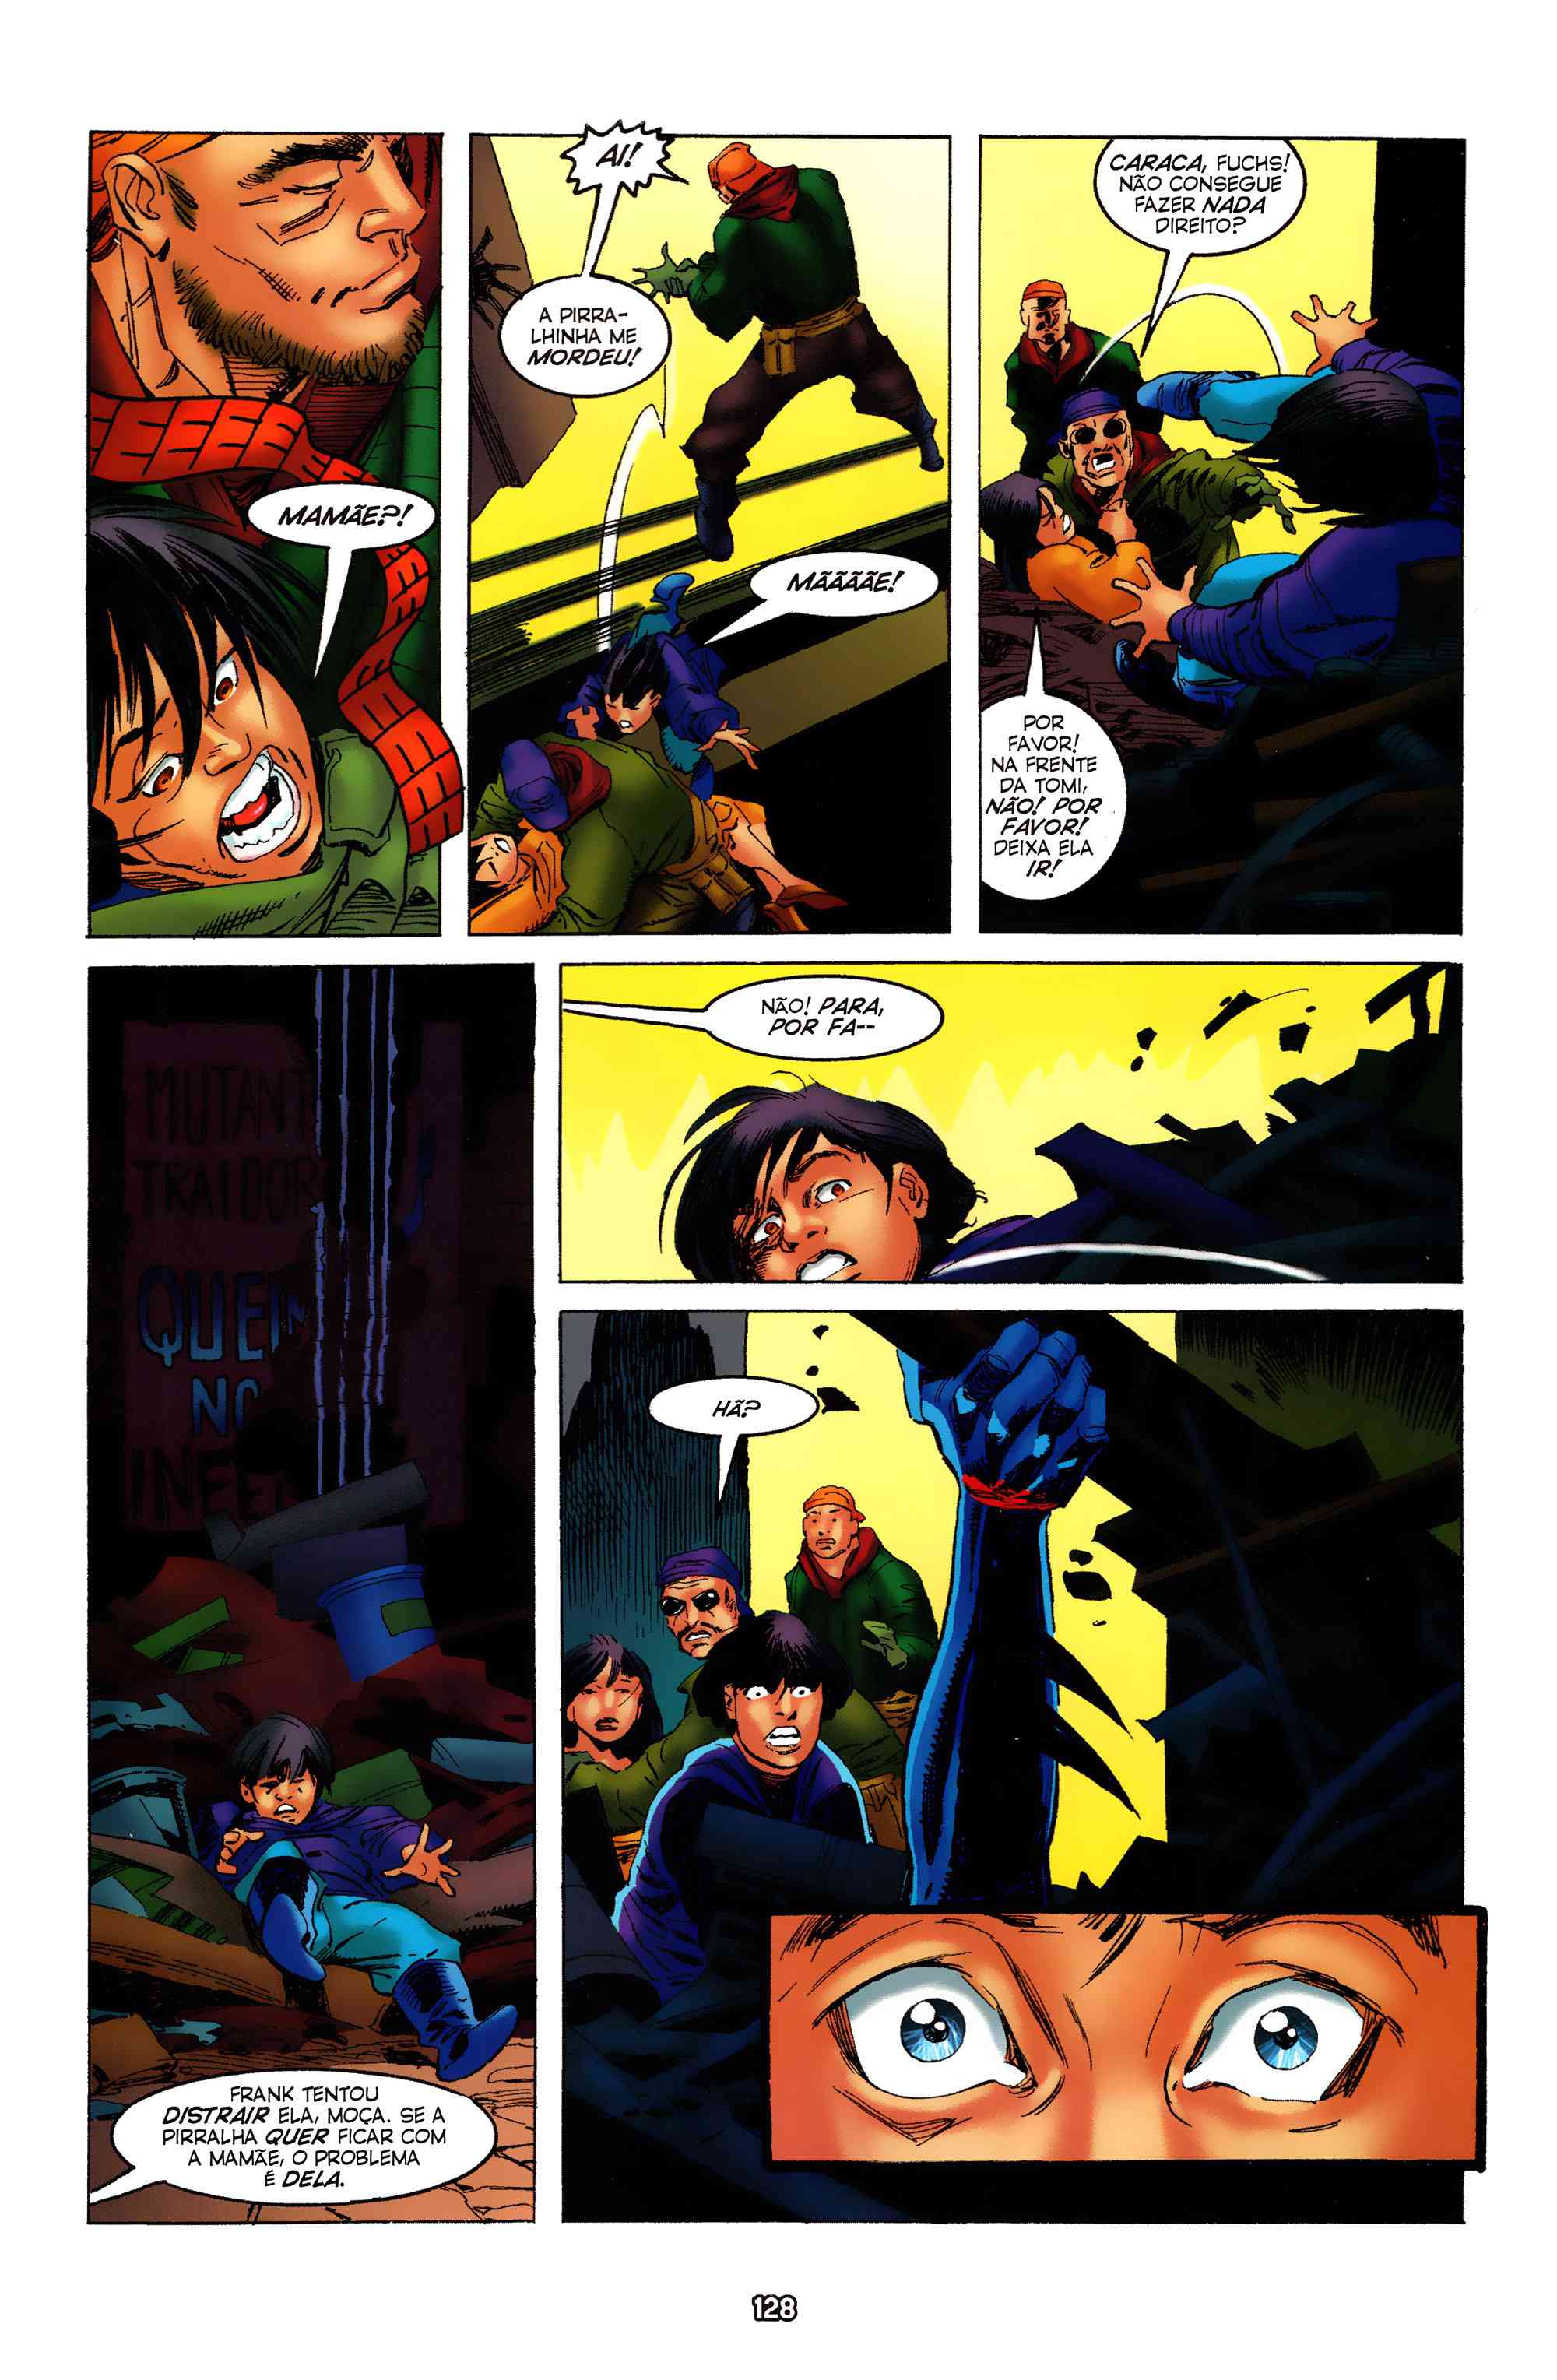 MAMÃE?!
AI!
A PIRRA-
LHINHA ME
MORDEU!
MÃÃÃÃE!
CARACA, FUCHS!
NÃO CONSEGUE
FAZER NADA
DIREITO?
POR
FAVOR!
NA FRENTE
DA TOMI,
NÃO! POR
FAVOR!
DEIXA ELA
IR!
MUTANT
TRAIDOR
QUEIM
NO
INFE
FRANK TENTOU
DISTRAIR ELA, MOÇA. SE A
PIRRALHA QUER FICAR COM
A MAMÃE, O PROBLEMA
É DELA.
NÃO! PARA,
POR FA--
HÃ?
128